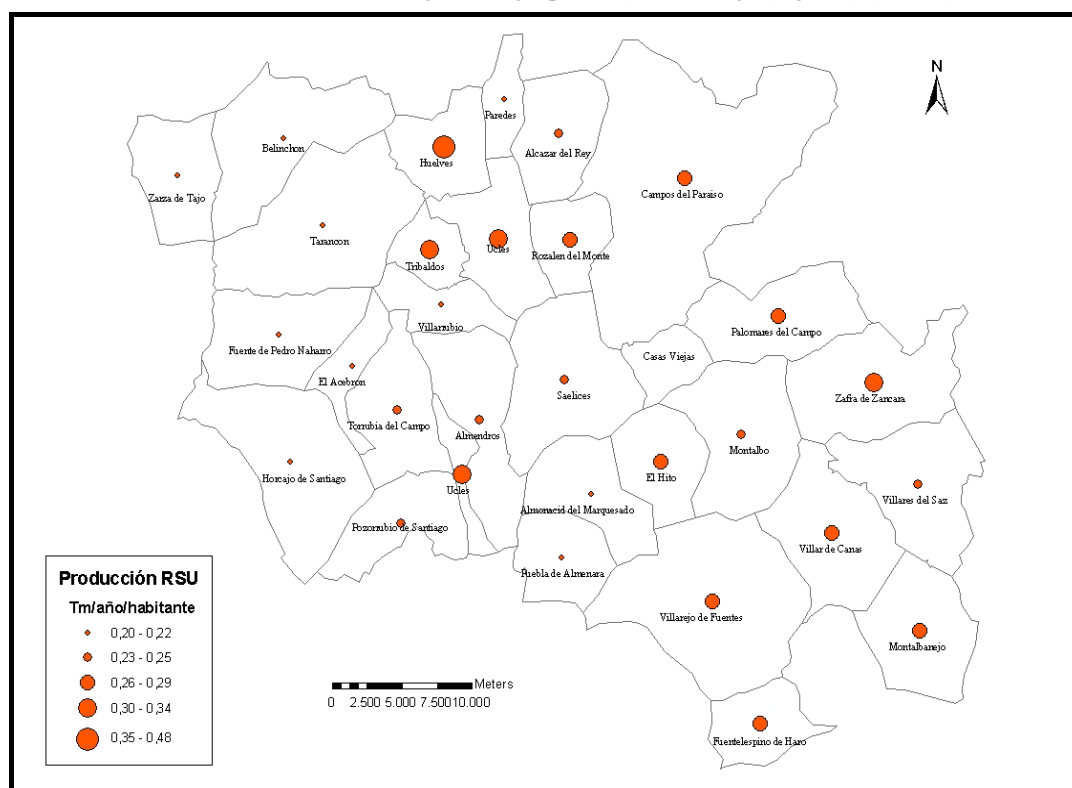 N
Paredes
Belinchon
Huelves
Alcazar del Rey
Zarza de Tajo
Campos del Paraiso
Tarancon
Ucles
Rozalen del Monte
Tribaldos
Villarrubio
Palomares del Campo
Fuente de Pedro Naharro
Casas Viejas
El Acebron
Saelices
Zafra de Zancara
Torrubia del Campo
Almendros
Montalbo
Horcajo de Santiago
El Hito
Ucles
Villares del Saz
Almonacid del Marquesado
Pozorrubio de Santiago
Villar de Canas
Puebla de Almenara
Villarejo de Fuentes
Montalbanejo
Fuentelespino de Haro
Producción RSU
Tm/año/habitante
0,20 - 0,22
0,23 - 0,25
0,26 - 0,29
0,30 - 0,34
0,35 - 0,48
Meters
0 2.500 5.000 7.500 10.000